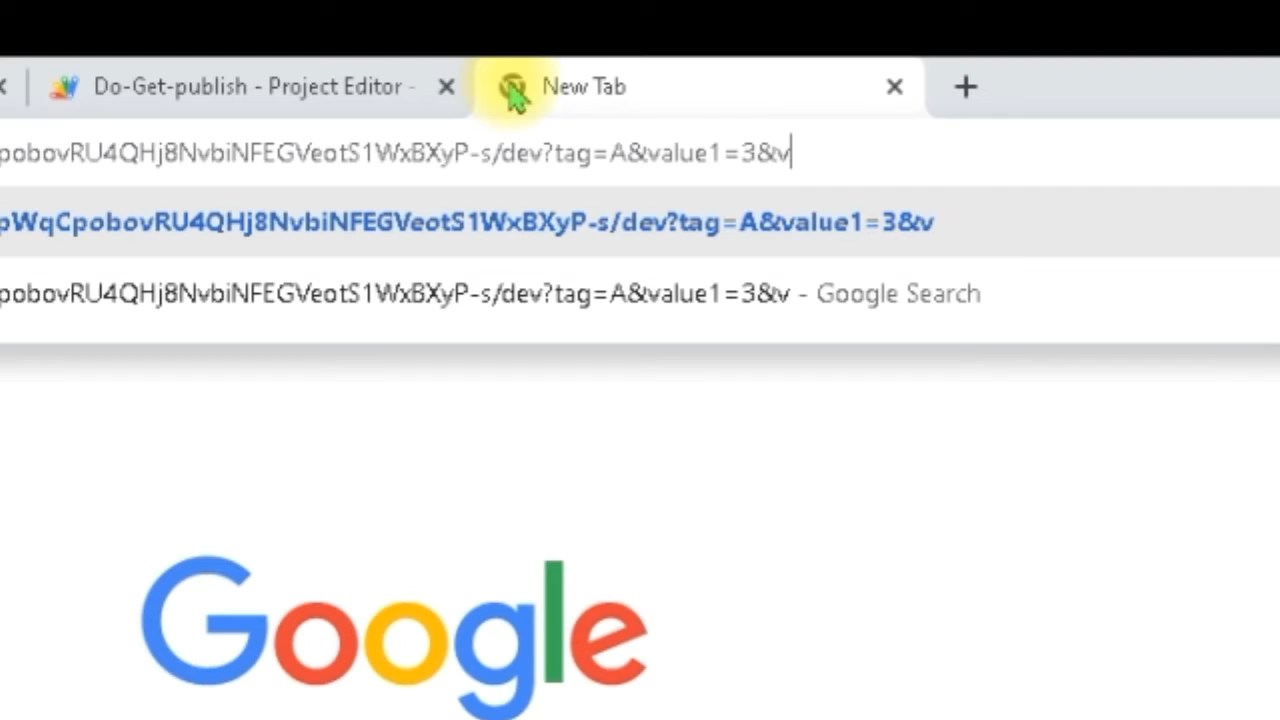 Do-Get-publish - Project Editor -
New Tab
pobovRU4QHj8NvbiNFEGVeotS1WxBXyP-s/dev?tag=A&value1=3&v
pWqCpobovRU4QHj8NvbiNFEGVeotS1WxBXyP-s/dev?tag=A&value1=3&v
pobovRU4QHj8NvbiNFEGVeotS1WxBXyP-s/dev?tag=A&value1=3&v - Google Search
Google